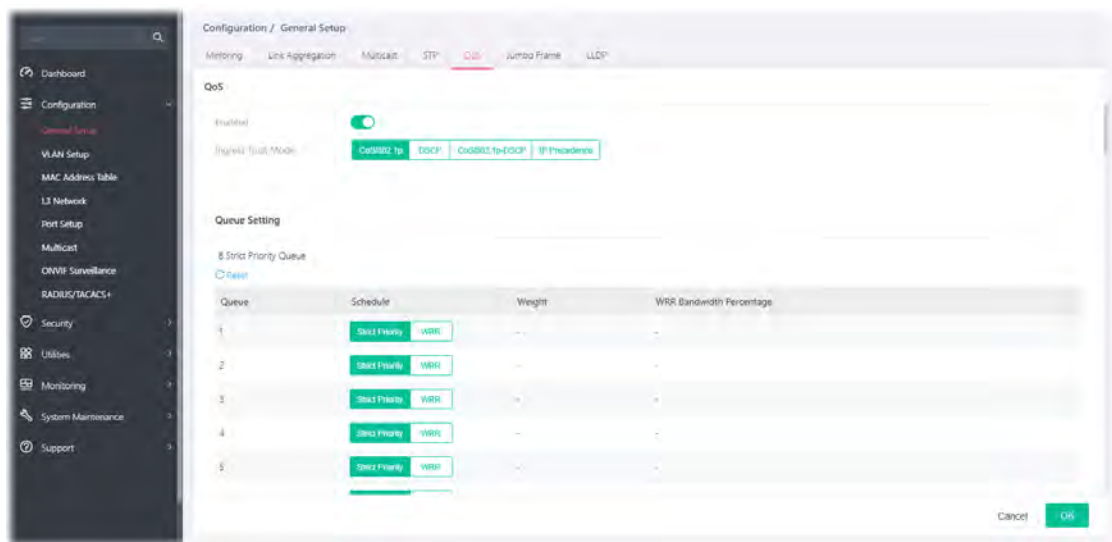 Configuration / General Setup
Mirroring Link Aggregation Multicast STP QoS Jumbo Frame LLDP
Dashboard
Configuration
General Setup
VLAN Setup
MAC Address Table
L3 Network
Port Setup
Multicast
ONVIF Surveillance
RADIUS/TACACS+
Security
Utilities
Monitoring
System Maintenance
Support
QoS
Enabled
Ingress Trust Mode CoS/802.1p DSCP CoS/802.1p-DSCP IP Precedence
Queue Setting
8 Strict Priority Queue
Reset
Queue Schedule Weight WRR Bandwidth Percentage
1 Strict Priority WRR - -
2 Strict Priority WRR - -
3 Strict Priority WRR - -
4 Strict Priority WRR - -
5 Strict Priority WRR - -
Cancel OK